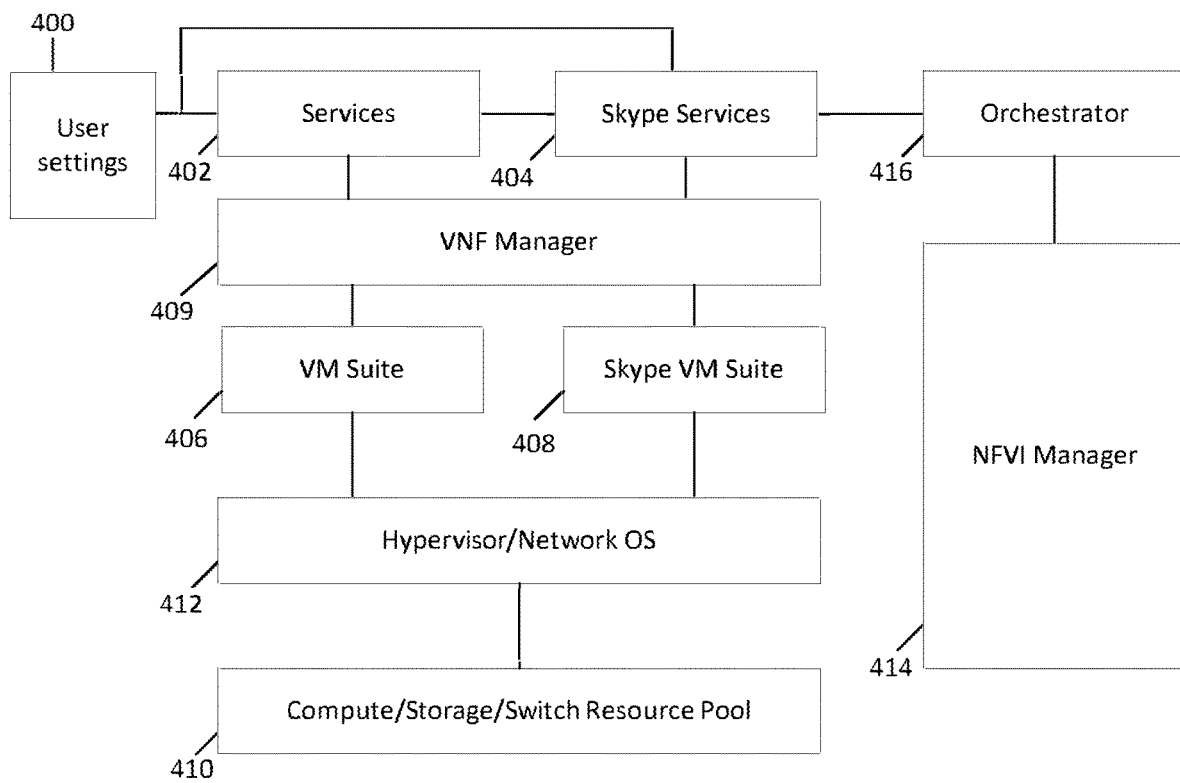 400
User
settings
Services
402
Skype Services
404
Orchestrator
416
VNF Manager
409
VM Suite
406
Skype VM Suite
408
NFVI Manager
414
Hypervisor/Network OS
412
Compute/Storage/Switch Resource Pool
410